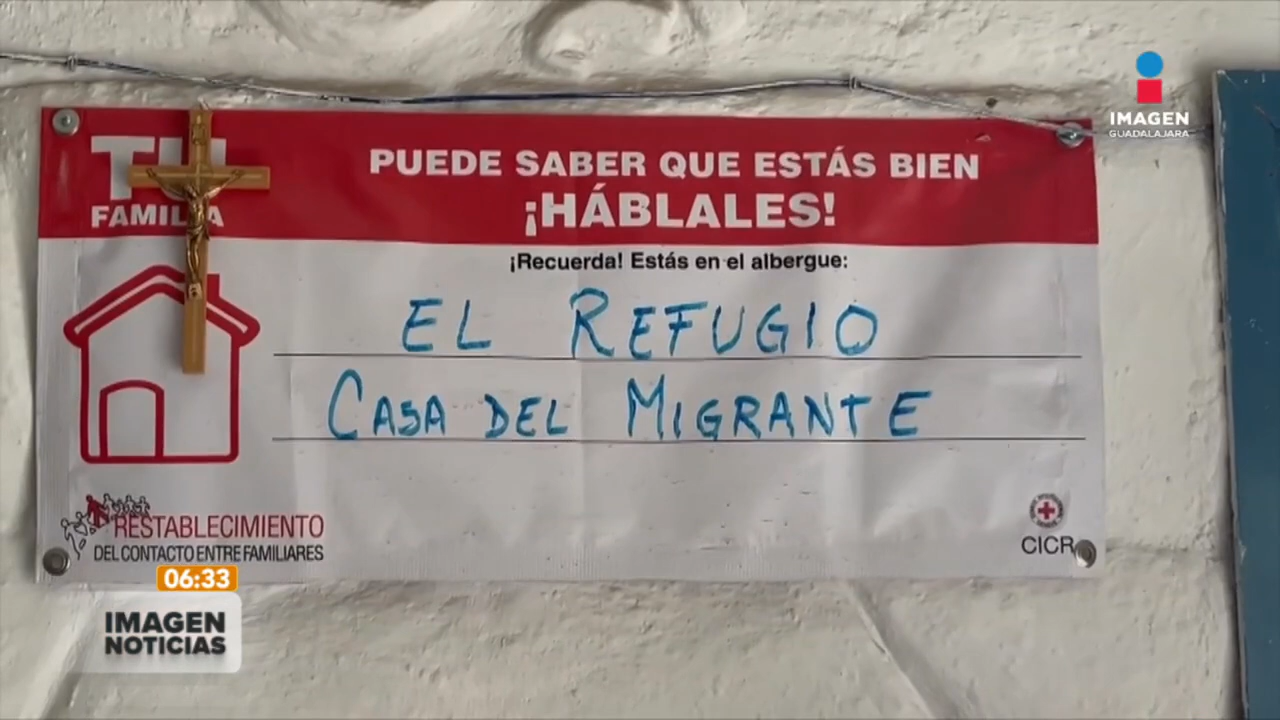 IMAGEN
GUADALAJARA
TU
FAMILIA
PUEDE SABER QUE ESTÁS BIEN
¡HÁBLALES!
¡Recuerda! Estás en el albergue:
EL REFUGIO
CASA DEL MIGRANTE
RESTABLECIMIENTO
DEL CONTACTO ENTRE FAMILIARES
CICR
06:33
IMAGEN
NOTICIAS